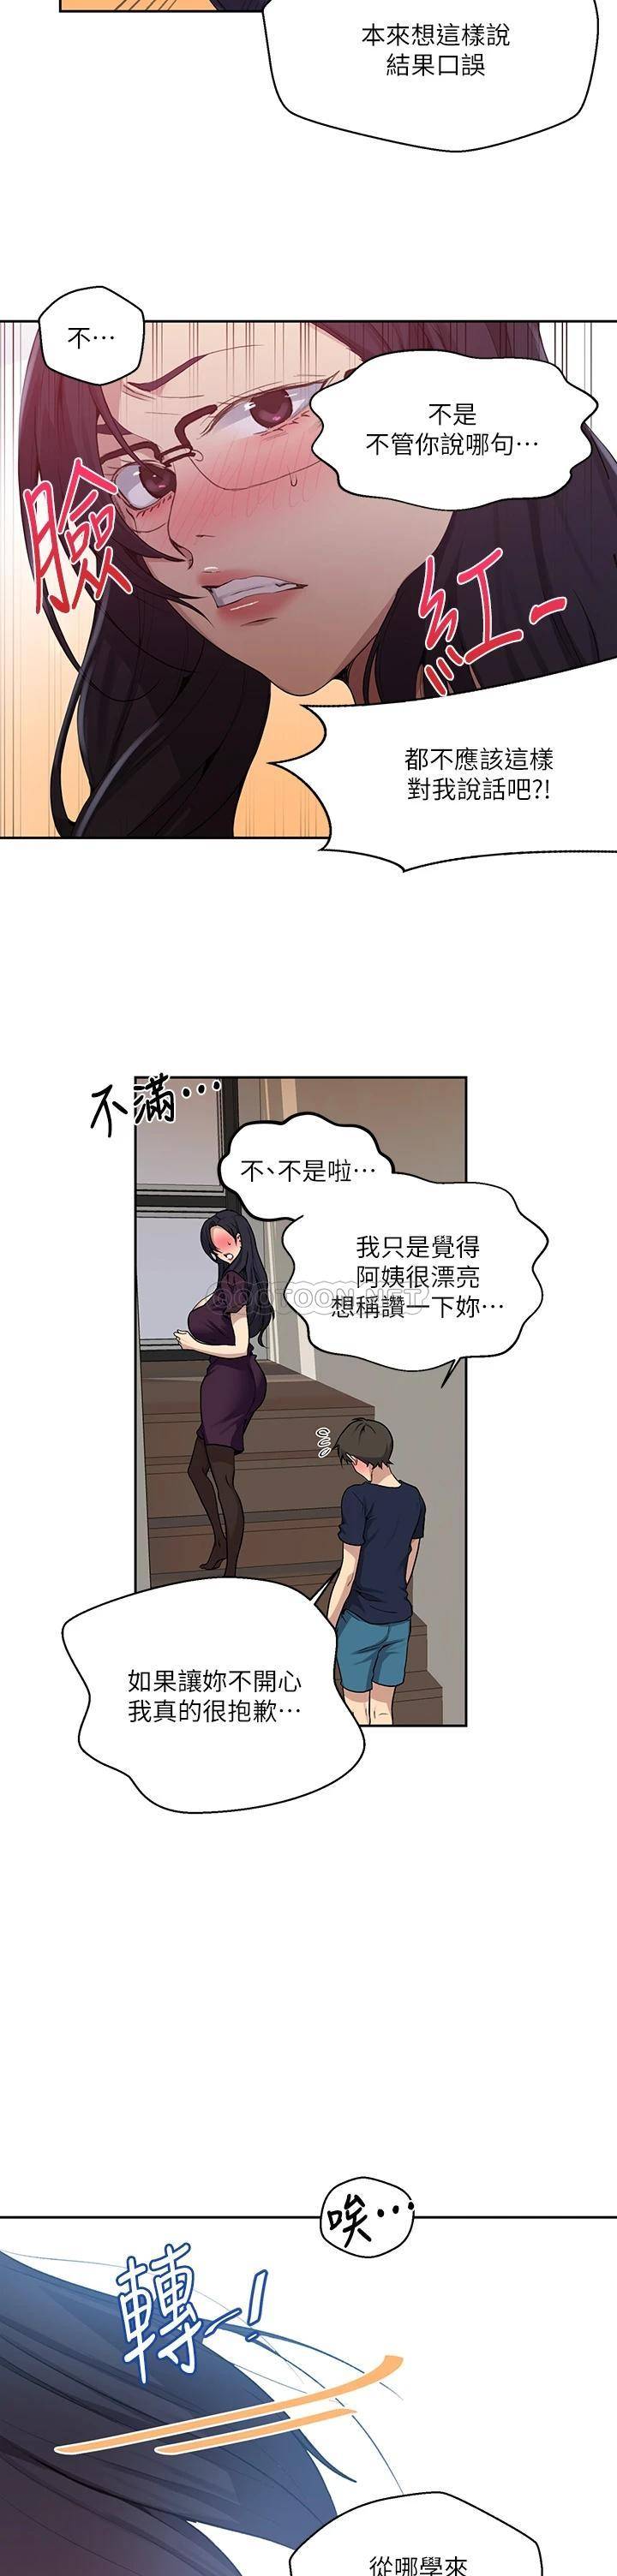 本來想這樣說
結果口誤
不…
不是
不管你說哪句…
臉
紅
都不應該這樣
對我說話吧?!
不滿…
不、不是啦…
我只是覺得
阿姨很漂亮
想稱讚一下妳…
如果讓妳不開心
我真的很抱歉…
唉…
轉
從哪學來